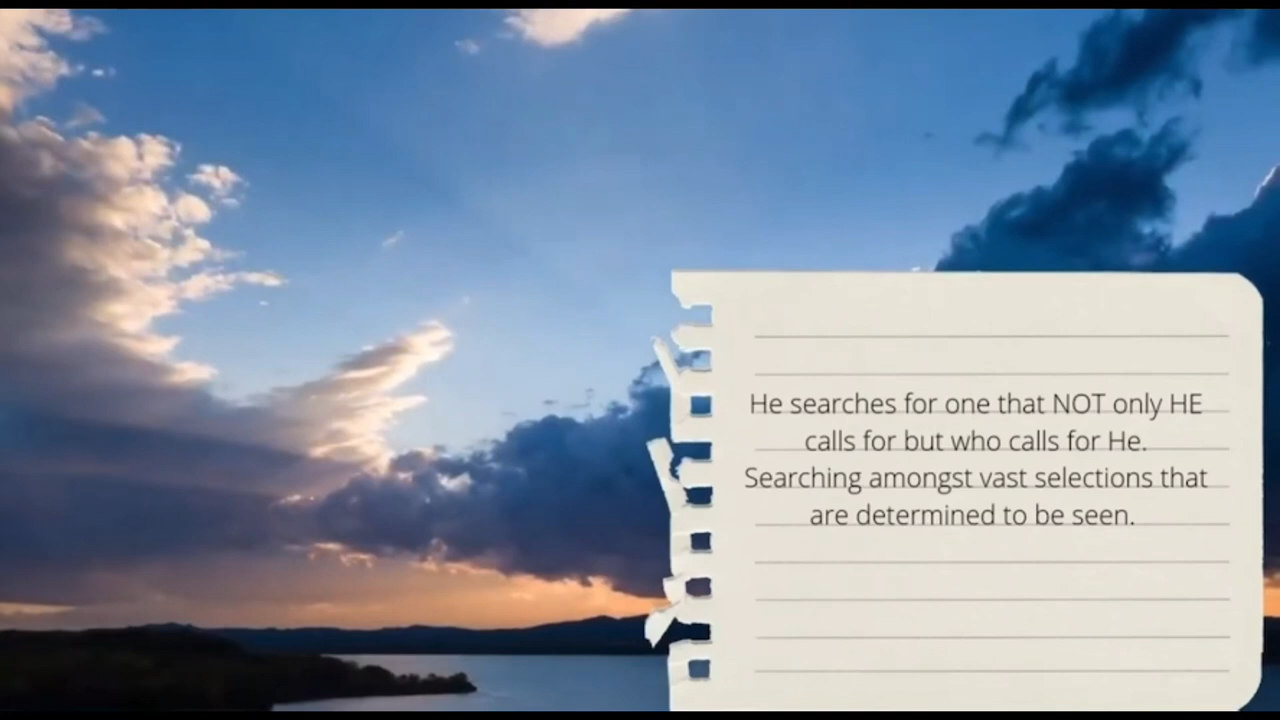 He searches for one that NOT only HE
calls for but who calls for He.
Searching amongst vast selections that
are determined to be seen.